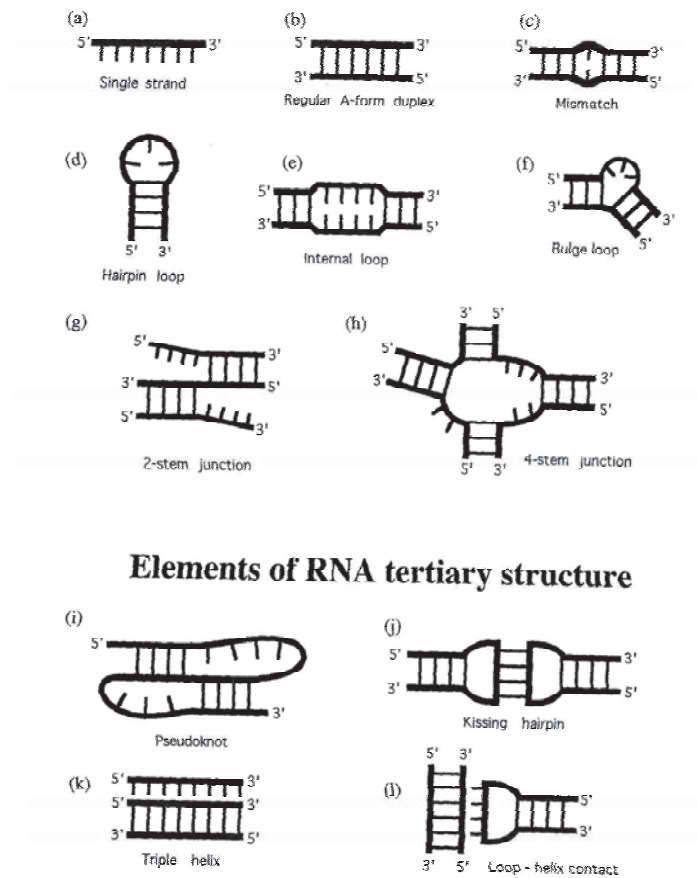 (a) (b) (c)
5' 3' 5' 3' 5' 3'
3' 5' 3' 5'
Single strand
Regular A-form duplex
Mismatch
(d) (e) (f)
5' 3' 5'
3' 5' 3' 3'
5'
5' 3'
Hairpin loop
Internal loop
Bulge loop
(g) (h)
3' 5'
5' 3' 5'
3' 5' 3' 3'
5' 3' 5'
5' 3'
2-stem junction
4-stem junction
Elements of RNA tertiary structure
(i) (j)
5' 5' 3'
3' 3' 5'
Pseudoknot
Kissing hairpin
(k) (l)
5' 3' 5' 3'
5' 3' 5'
3' 5' 3'
3' 5'
Triple helix
Loop - helix contact